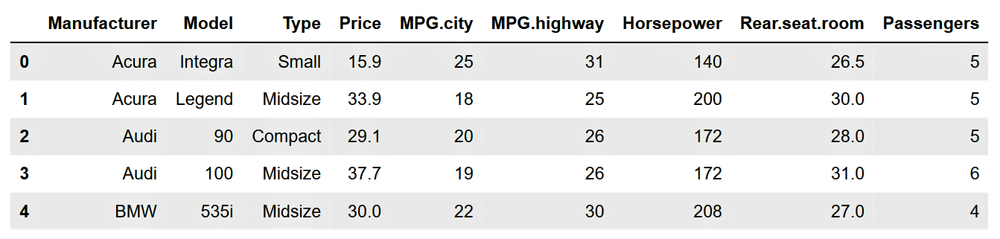 Manufacturer Model Type Price MPG.city MPG.highway Horsepower Rear.seat.room Passengers
0 Acura Integra Small 15.9 25 31 140 26.5 5
1 Acura Legend Midsize 33.9 18 25 200 30.0 5
2 Audi 90 Compact 29.1 20 26 172 28.0 5
3 Audi 100 Midsize 37.7 19 26 172 31.0 6
4 BMW 535i Midsize 30.0 22 30 208 27.0 4